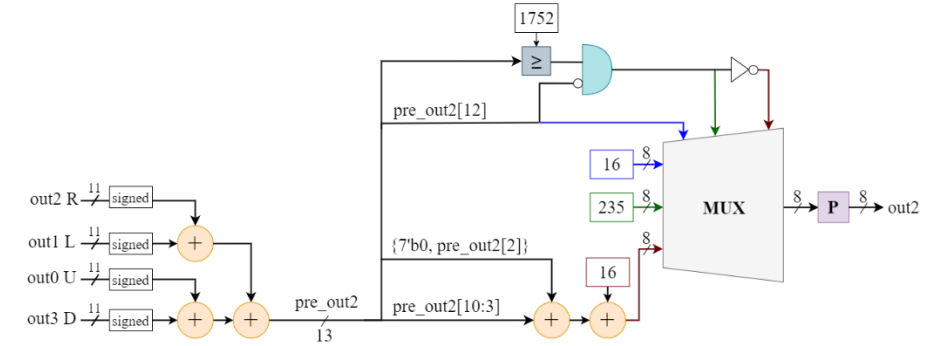 1752
≥
pre_out2[12]
8
16
8
235
MUX
8
P
8
out2
out2 R
11
signed
out1 L
11
signed
+
8
{7'b0, pre_out2[2]}
out0 U
11
signed
16
pre_out2
pre_out2[10:3]
out3 D
11
signed
+
+
13
+
+